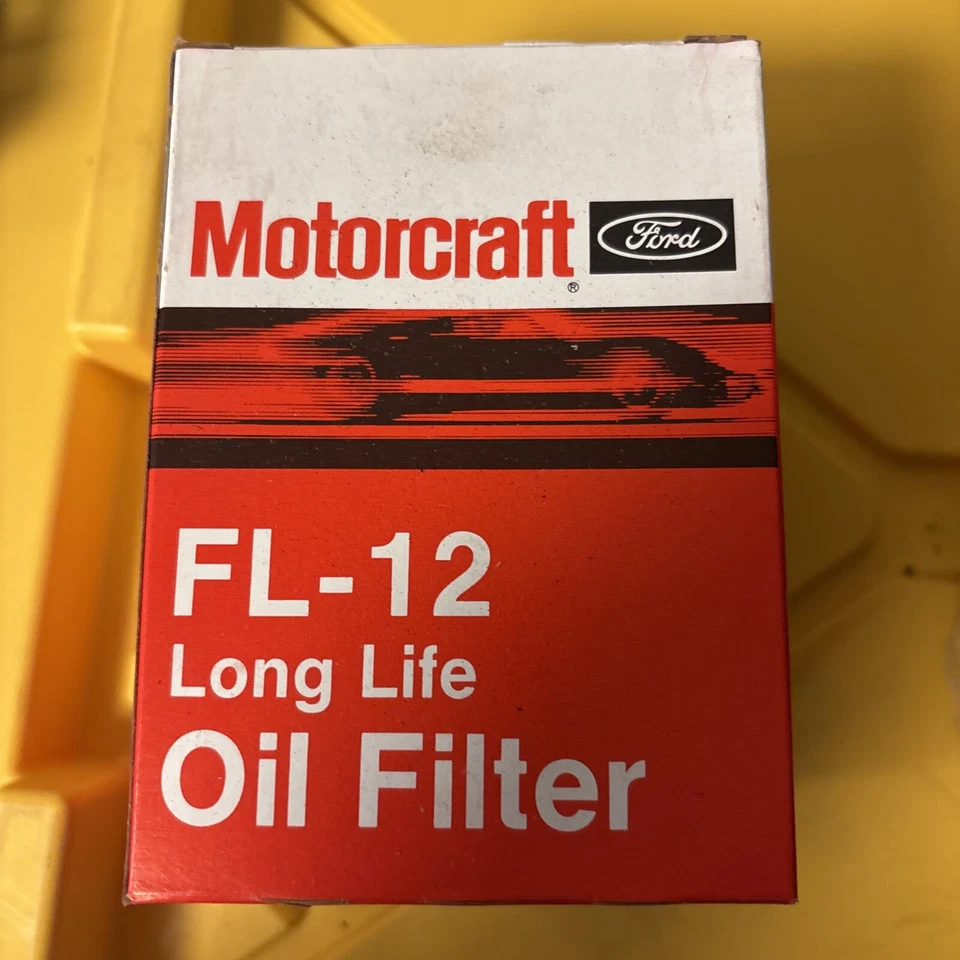 Motorcraft ® Ford
FL-12
Long Life
Oil Filter